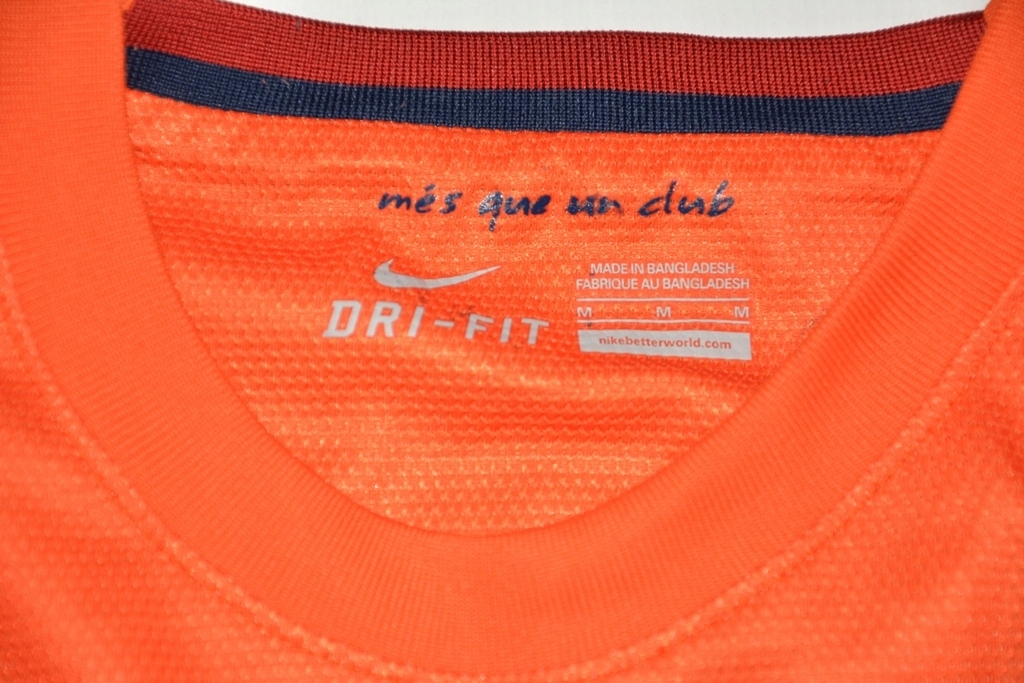 més que un club
DRI-FIT
MADE IN BANGLADESH
FABRIQUE AU BANGLADESH
M M M
nikebetterworld.com